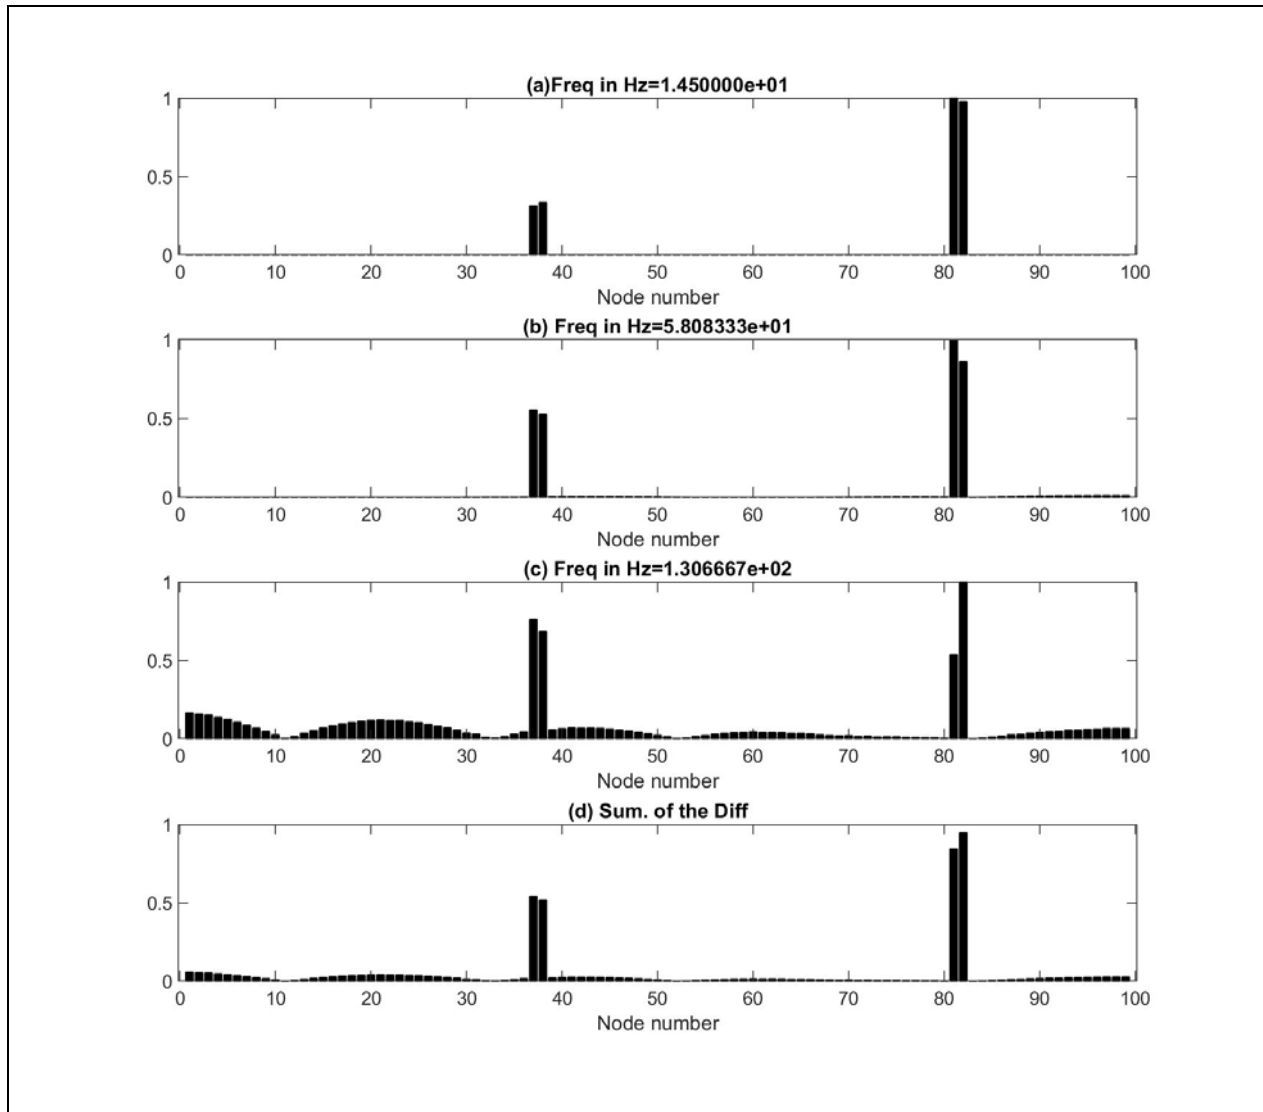 (a)Freq in Hz=1.450000e+01
1
0.5
0
0 10 20 30 40 50 60 70 80 90 100
Node number
(b) Freq in Hz=5.808333e+01
1
0.5
0
0 10 20 30 40 50 60 70 80 90 100
Node number
(c) Freq in Hz=1.306667e+02
1
0.5
0
0 10 20 30 40 50 60 70 80 90 100
Node number
(d) Sum. of the Diff
1
0.5
0
0 10 20 30 40 50 60 70 80 90 100
Node number